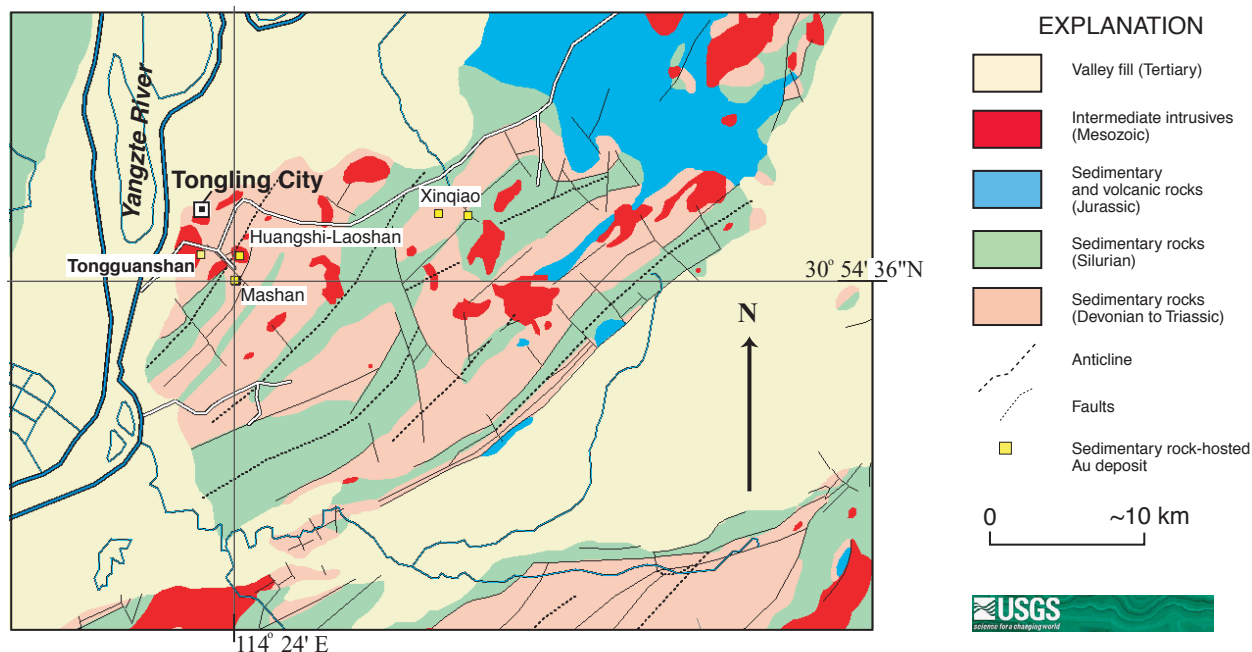 Yangzte River
Tongling City
Xinqiao
Huangshi-Laoshan
Tongguanshan
Mashan
30° 54' 36"N
N
114° 24' E
EXPLANATION
Valley fill (Tertiary)
Intermediate intrusives
(Mesozoic)
Sedimentary
and volcanic rocks
(Jurassic)
Sedimentary rocks
(Silurian)
Sedimentary rocks
(Devonian to Triassic)
Anticline
Faults
Sedimentary rock-hosted
Au deposit
0 ~10 km
USGS
science for a changing world